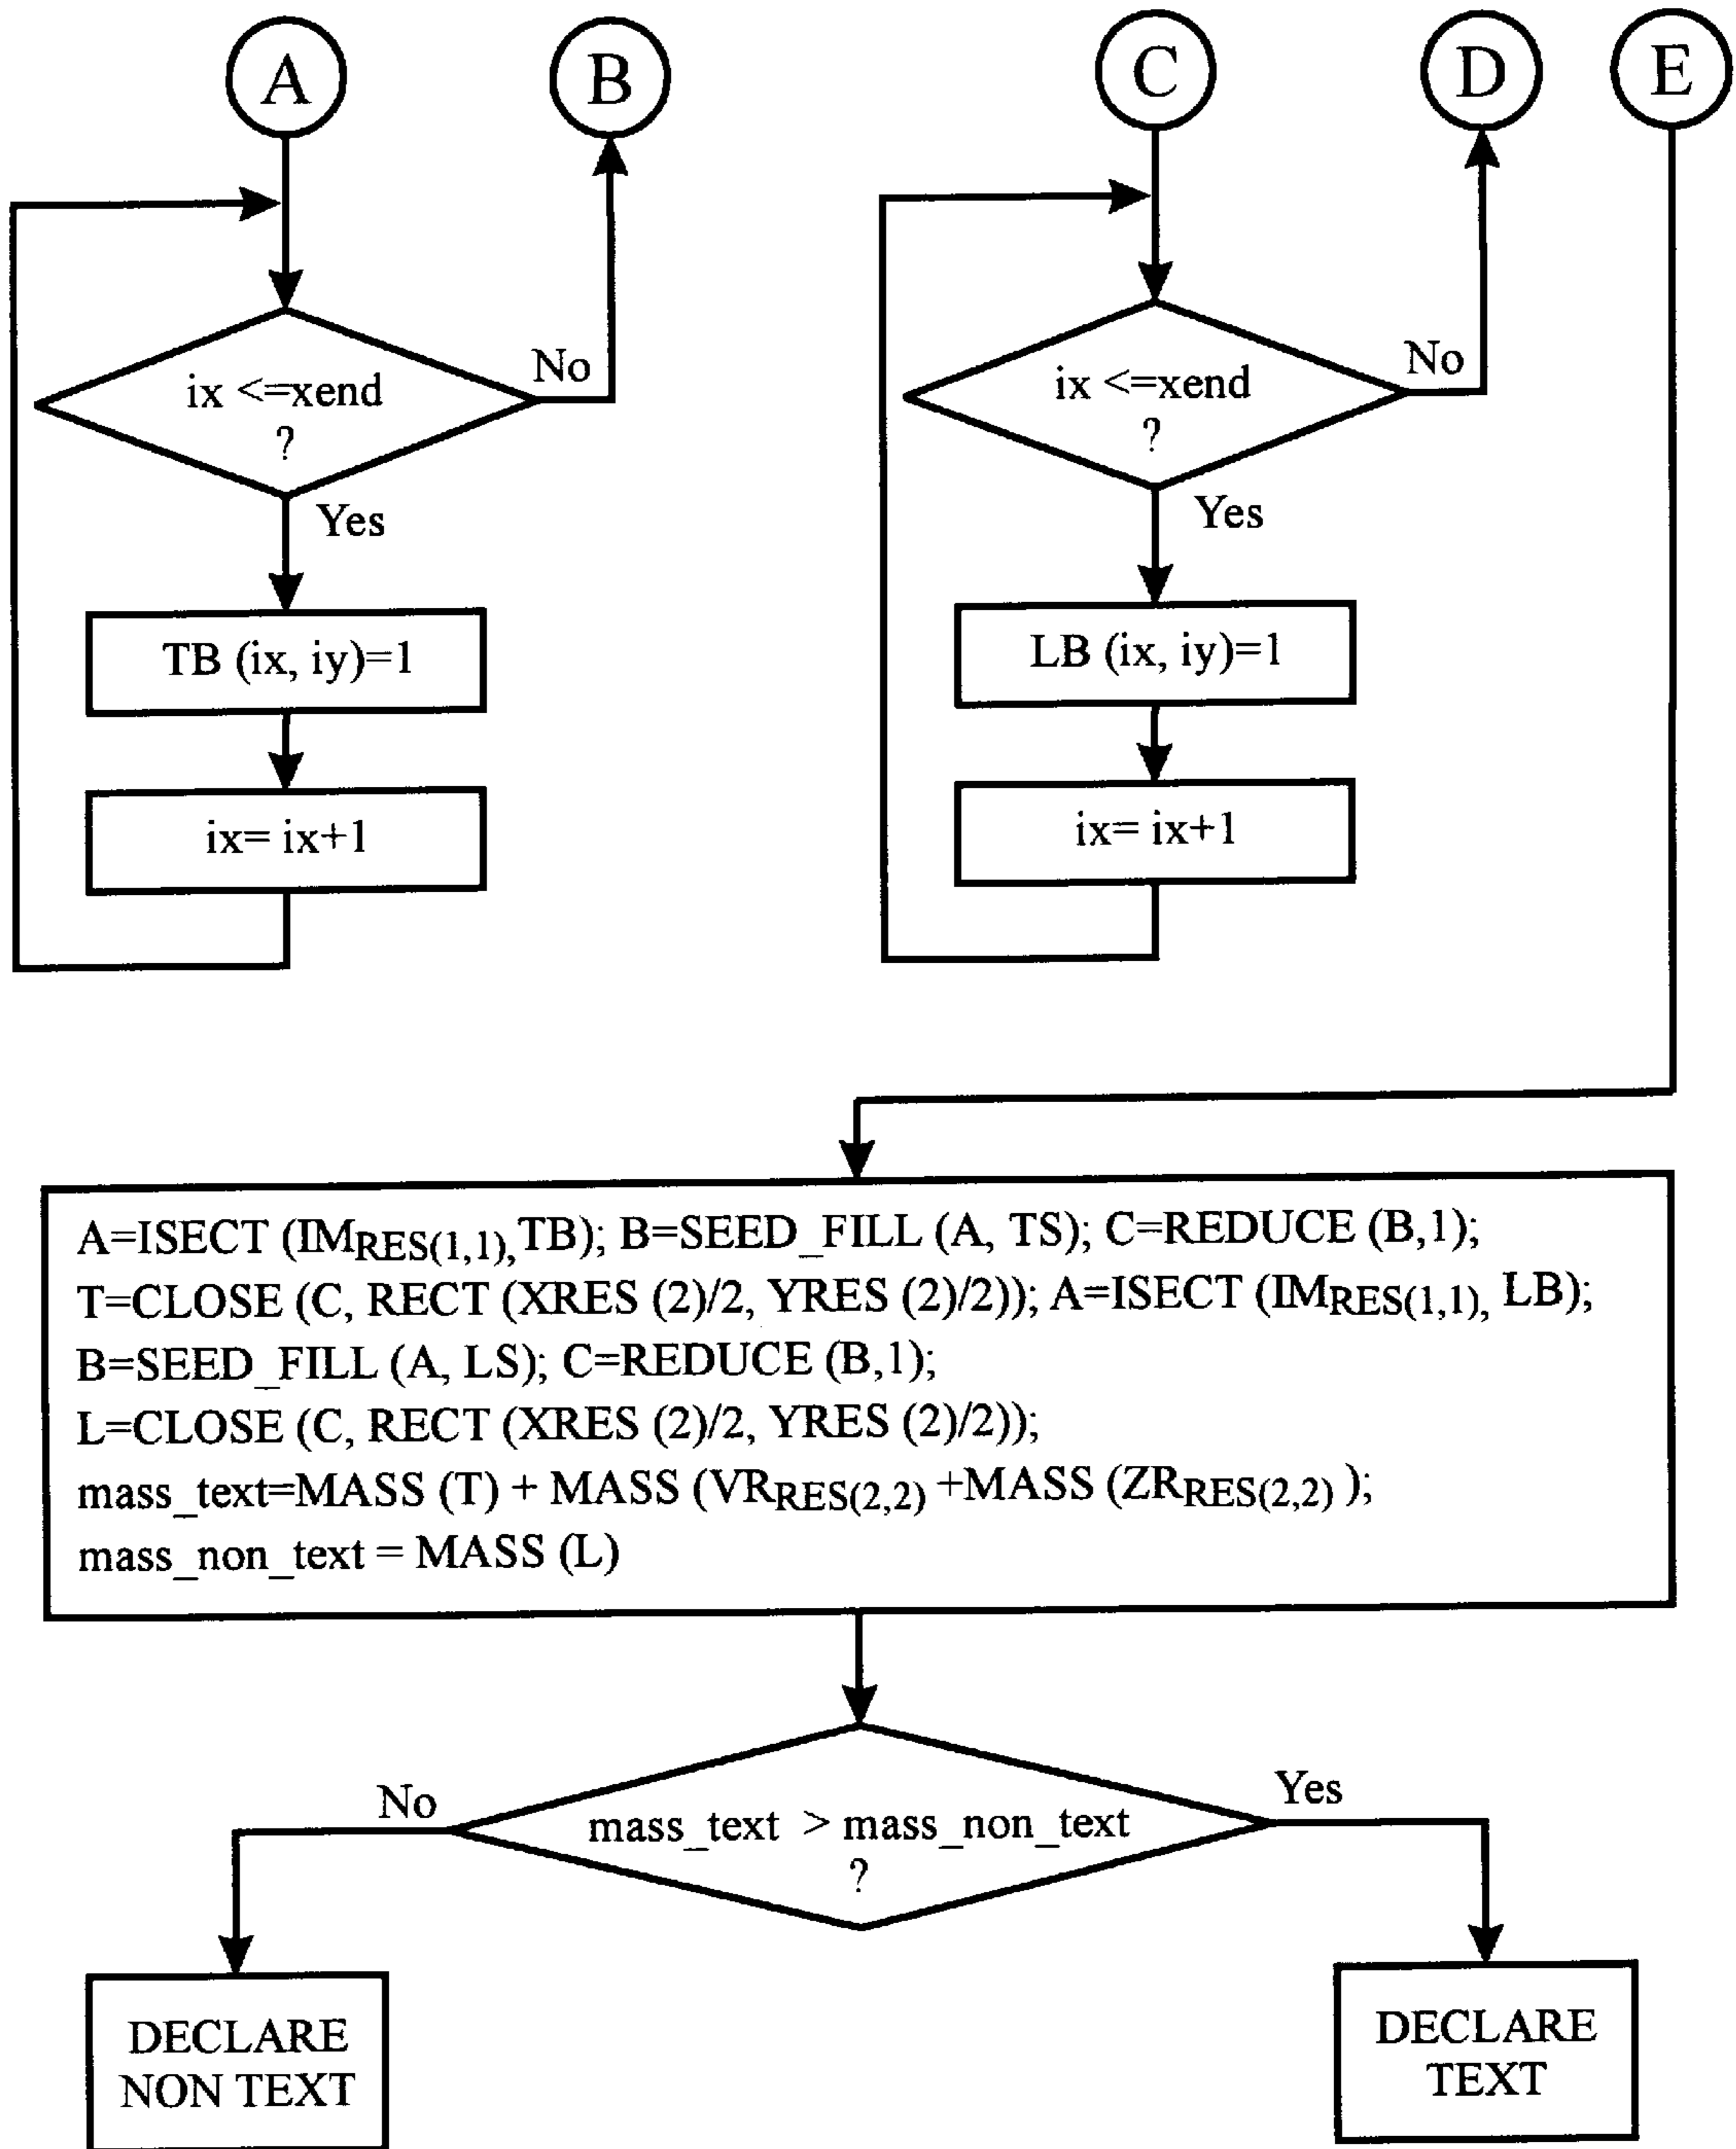 A
B
C
D
E
ix <=xend
?
No
Yes
TB (ix, iy)=1
ix= ix+1
ix <=xend
?
No
Yes
LB (ix, iy)=1
ix= ix+1
A=ISECT (IMRES(1,1),TB); B=SEED_FILL (A, TS); C=REDUCE (B,1);
T=CLOSE (C, RECT (XRES (2)/2, YRES (2)/2)); A=ISECT (IMRES(1,1), LB);
B=SEED_FILL (A, LS); C=REDUCE (B,1);
L=CLOSE (C, RECT (XRES (2)/2, YRES (2)/2));
mass_text=MASS (T) + MASS (VRRES(2,2) +MASS (ZRRES(2,2) );
mass_non_text = MASS (L)
No
mass_text > mass_non_text
?
Yes
DECLARE
NON TEXT
DECLARE
TEXT